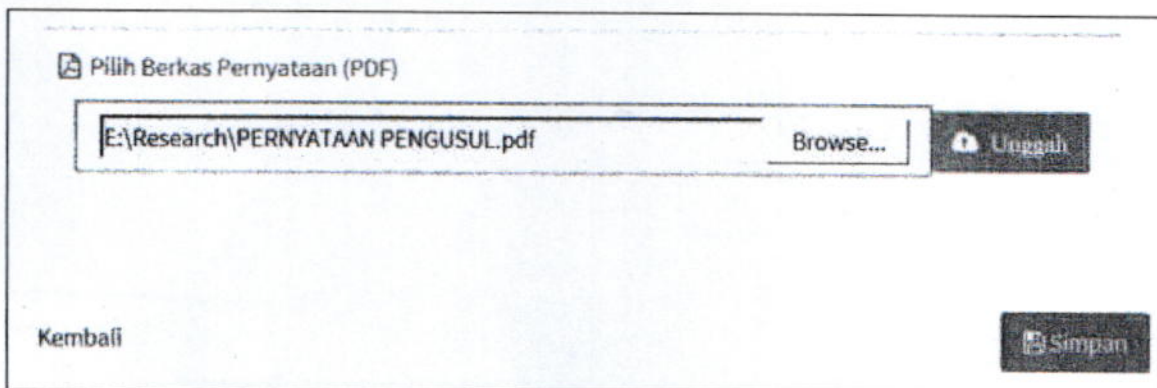 Pilih Berkas Pernyataan (PDF)
E:\Research\PERNYATAAN PENGUSUL.pdf Browse... Unggah
Kembali Simpan